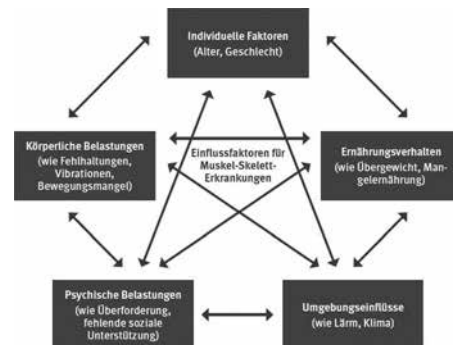 Individuelle Faktoren
(Alter, Geschlecht)
Körperliche Belastungen
(wie Fehlhaltungen,
Vibrationen,
Bewegungsmangel)
Einflussfaktoren für
Muskel-Skelett-
Erkrankungen
Ernährungsverhalten
(wie Übergewicht, Man-
gelernährung)
Psychische Belastungen
(wie Überforderung,
fehlende soziale
Unterstützung)
Umgebungseinflüsse
(wie Lärm, Klima)